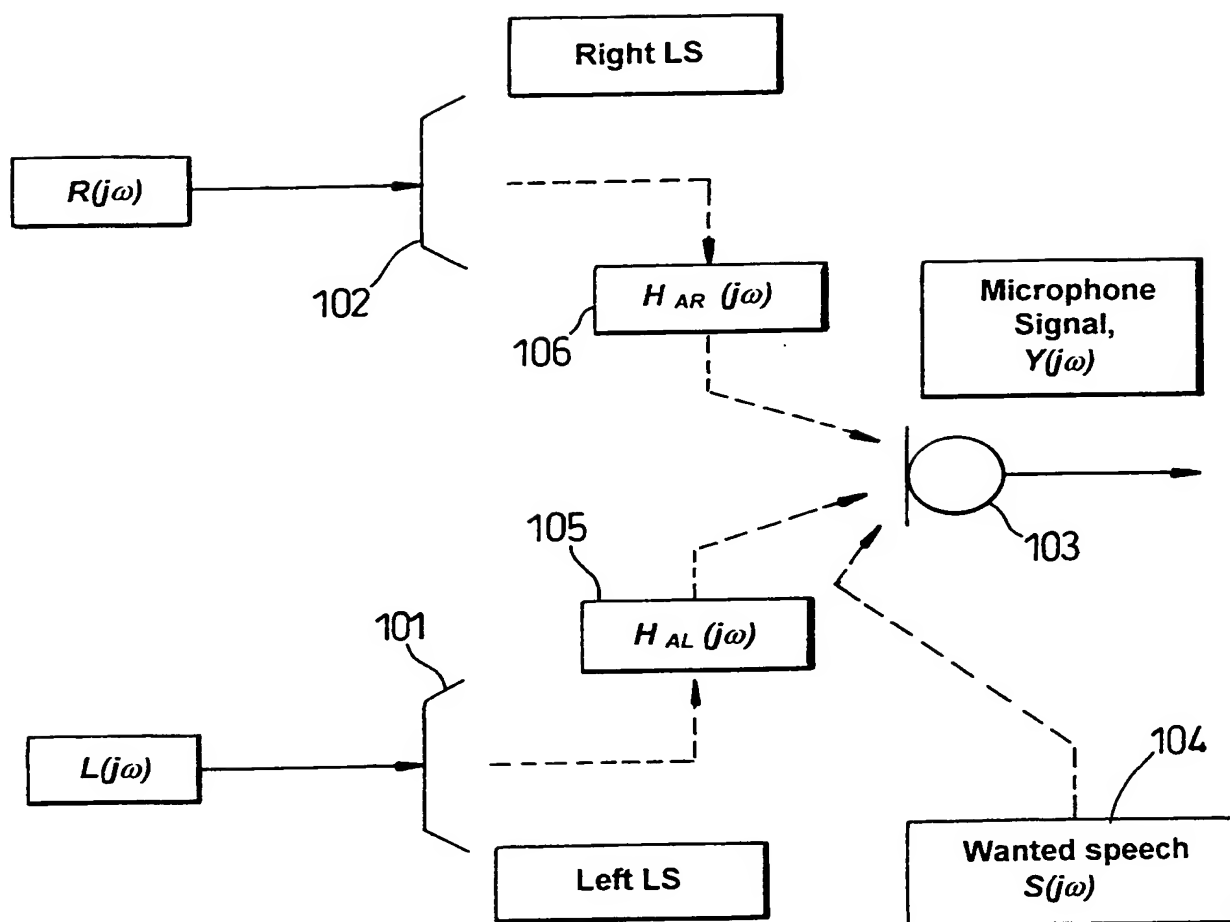 Right LS
R(jω)
102
H AR (jω)
106
Microphone
Signal,
Y(jω)
103
105
H AL (jω)
101
L(jω)
104
Left LS
Wanted speech
S(jω)